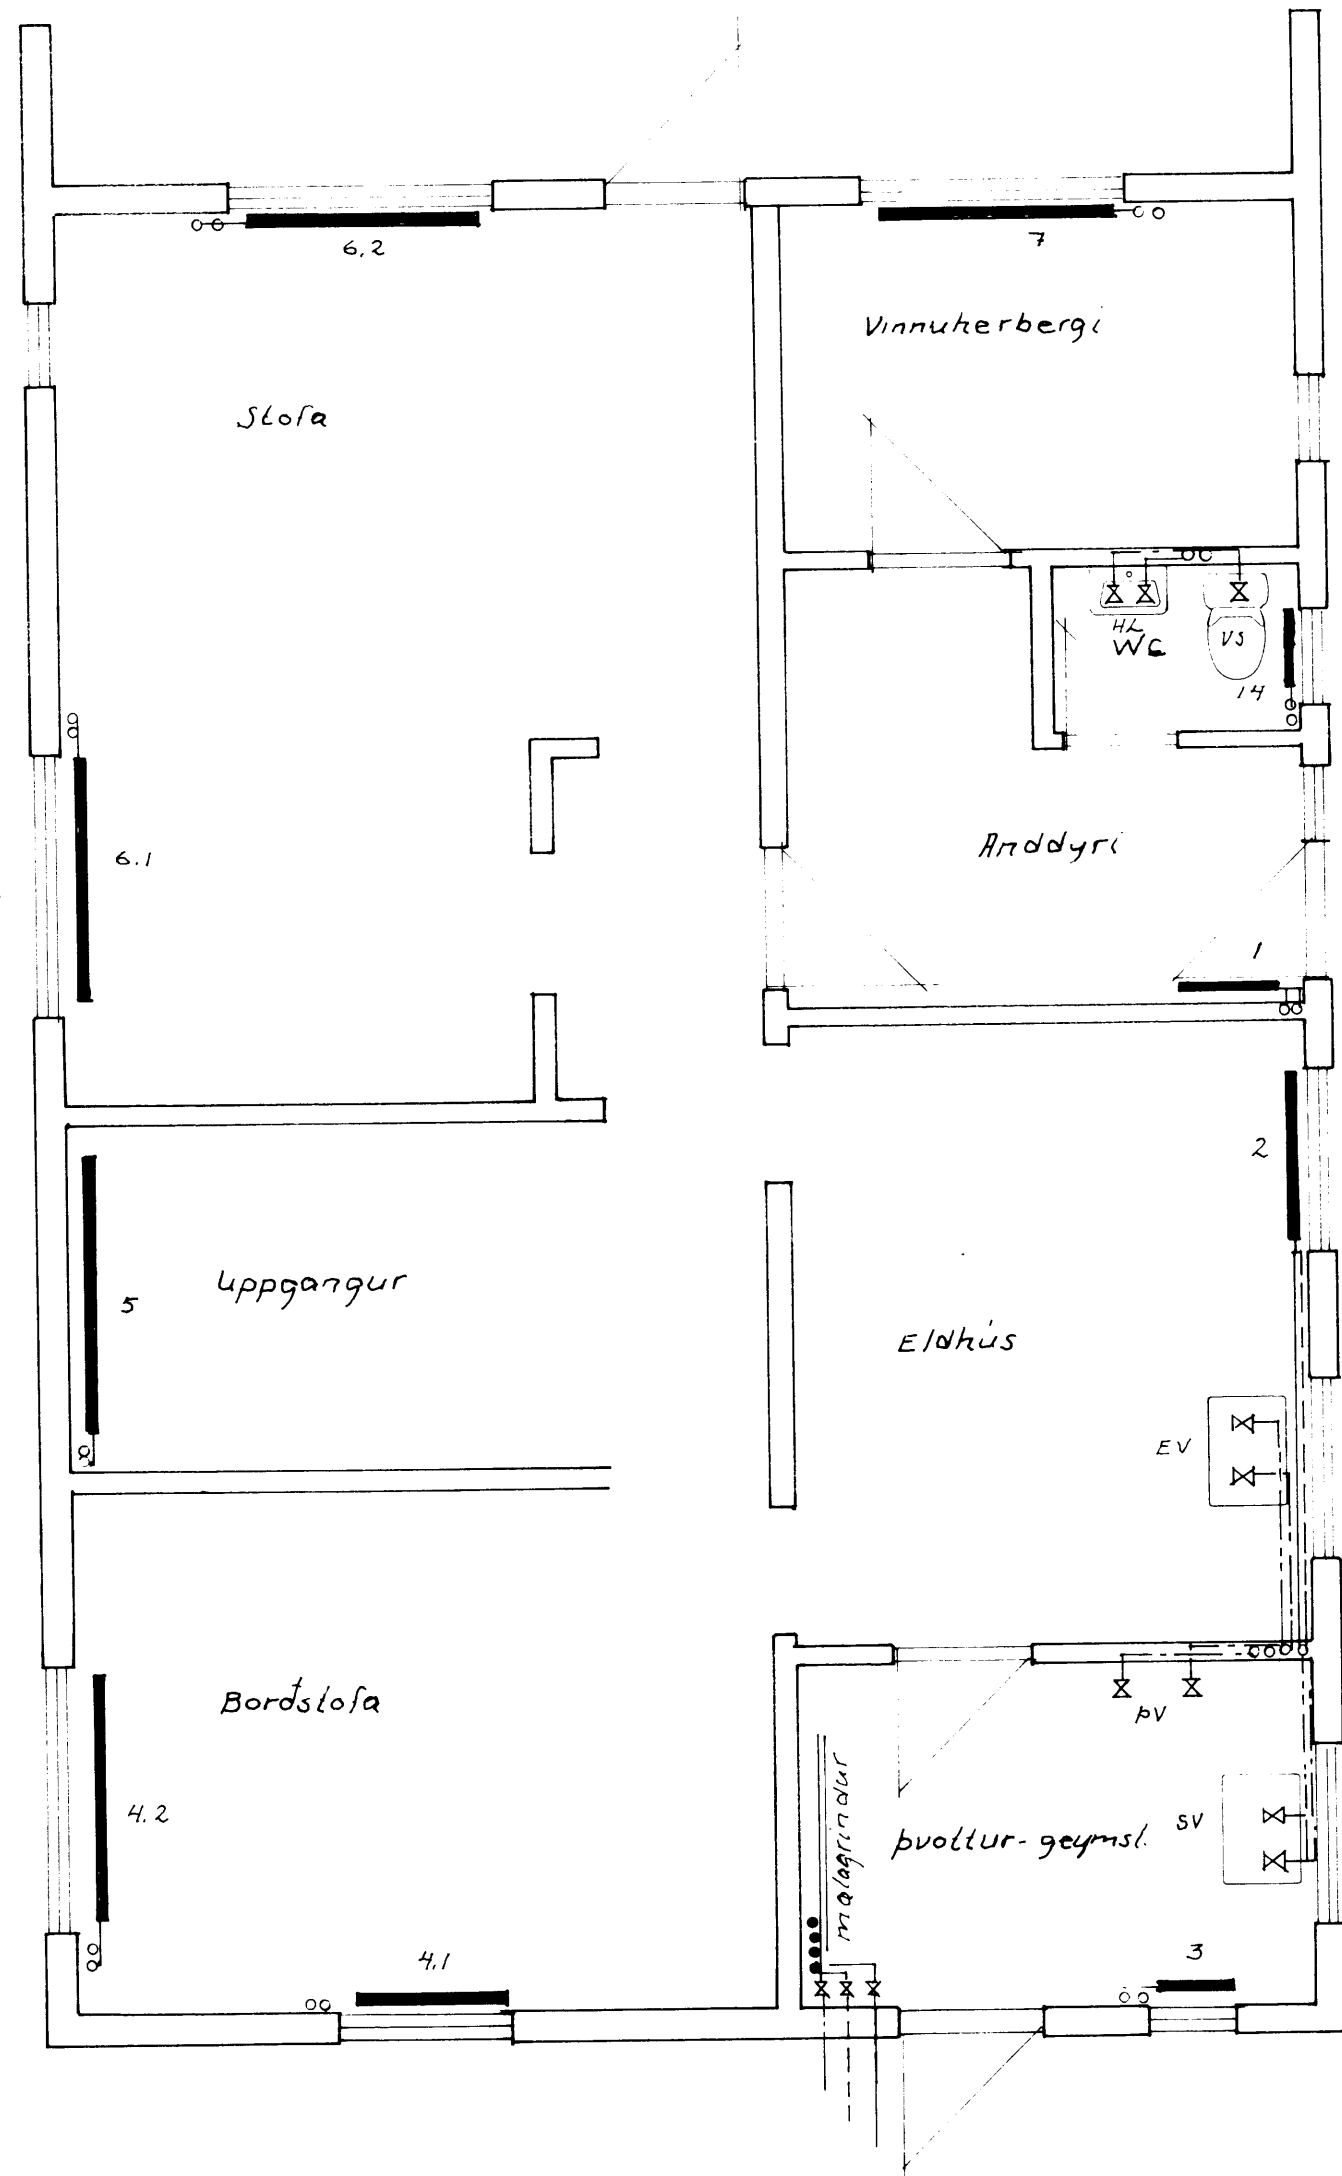 6.2
7
Vinnuherbergi
Stofa
HL
WC
VS
14
6.1
Anddyri
1
2
5
Uppgangur
Eldhús
EV
Borðstofa
þV
4.2
mælagrindur
þvottur-geymsl.
SV
4.1
3